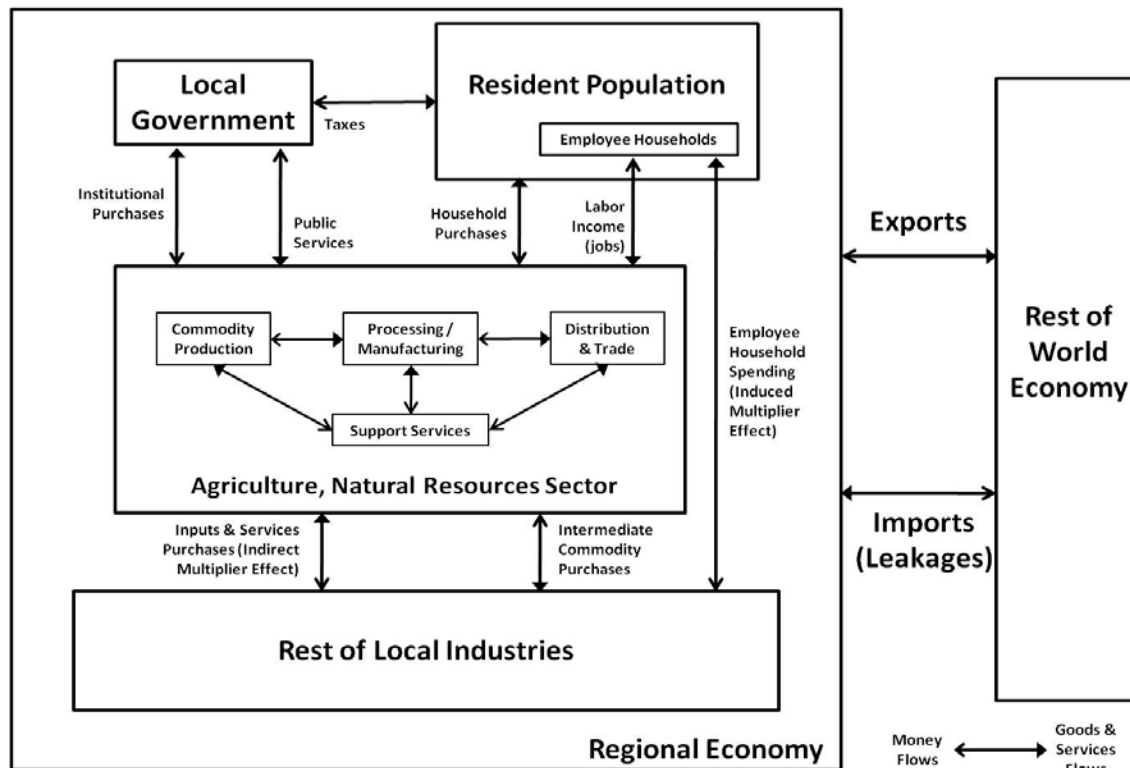 Local
Government
Taxes
Resident Population
Employee Households
Institutional
Purchases
Public
Services
Household
Purchases
Labor
Income
(jobs)
Commodity
Production
Processing /
Manufacturing
Distribution
& Trade
Support Services
Agriculture, Natural Resources Sector
Employee
Household
Spending
(Induced
Multiplier
Effect)
Inputs & Services
Purchases (Indirect
Multiplier Effect)
Intermediate
Commodity
Purchases
Rest of Local Industries
Regional Economy
Exports
Imports
(Leakages)
Rest of
World
Economy
Money
Flows
Goods &
Services
Flows